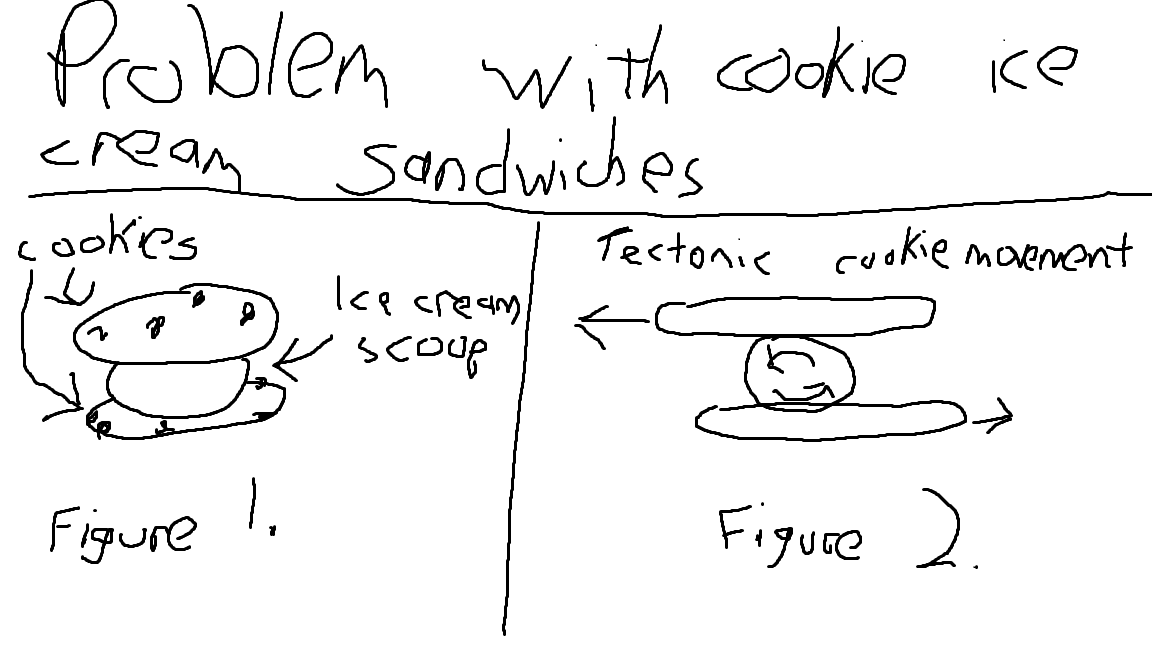 Problem with cookie ice
cream sandwiches
cookies
Ice cream
scoop
Figure 1.
Tectonic cookie movement
Figure 2.